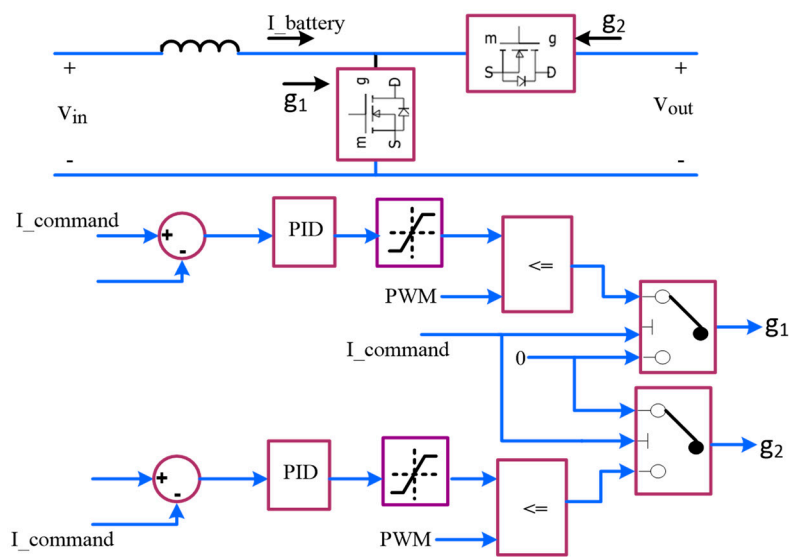 I_battery
g2
m g
S D
+ +
g1
g D
m S
Vin
Vout
- -
I_command
+
-
PID
<=
PWM
I_command
0
g1
g2
+
-
PID
<=
I_command
PWM